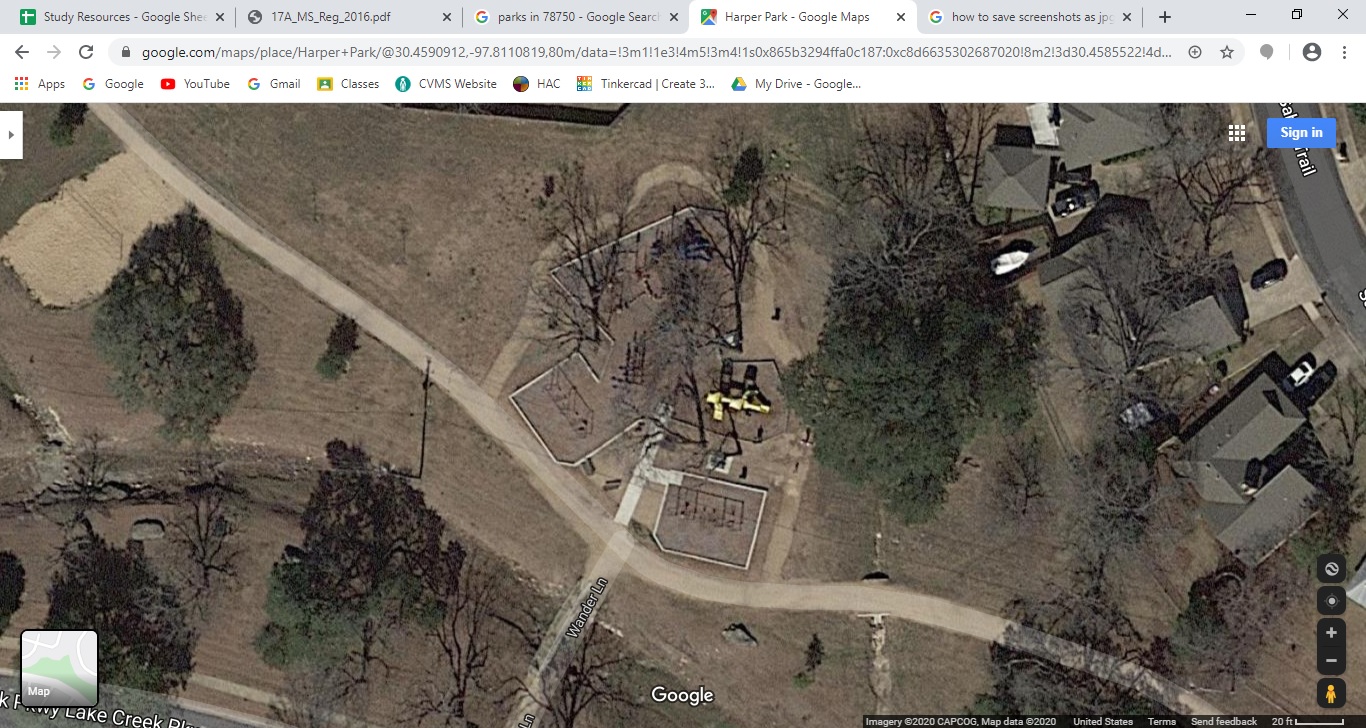 Study Resources - Google She
17A_MS_Reg_2016.pdf
parks in 78750 - Google Search
Harper Park - Google Maps
how to save screenshots as jpg
google.com/maps/place/Harper+Park/@30.4590912,-97.8110819,80m/data=!3m1!1e3!4m5!3m4!1s0x865b3294ffa0c187:0xc8d6635302687020!8m2!3d30.4585522!4d...
Apps
Google
YouTube
Gmail
Classes
CVMS Website
HAC
Tinkercad | Create 3...
My Drive - Google...
Sign in
Trail
Wander Ln
Map
Google
Lake Creek
Ln
Imagery ©2020 CAPCOG, Map data ©2020
United States
Terms
Send feedback
20 ft